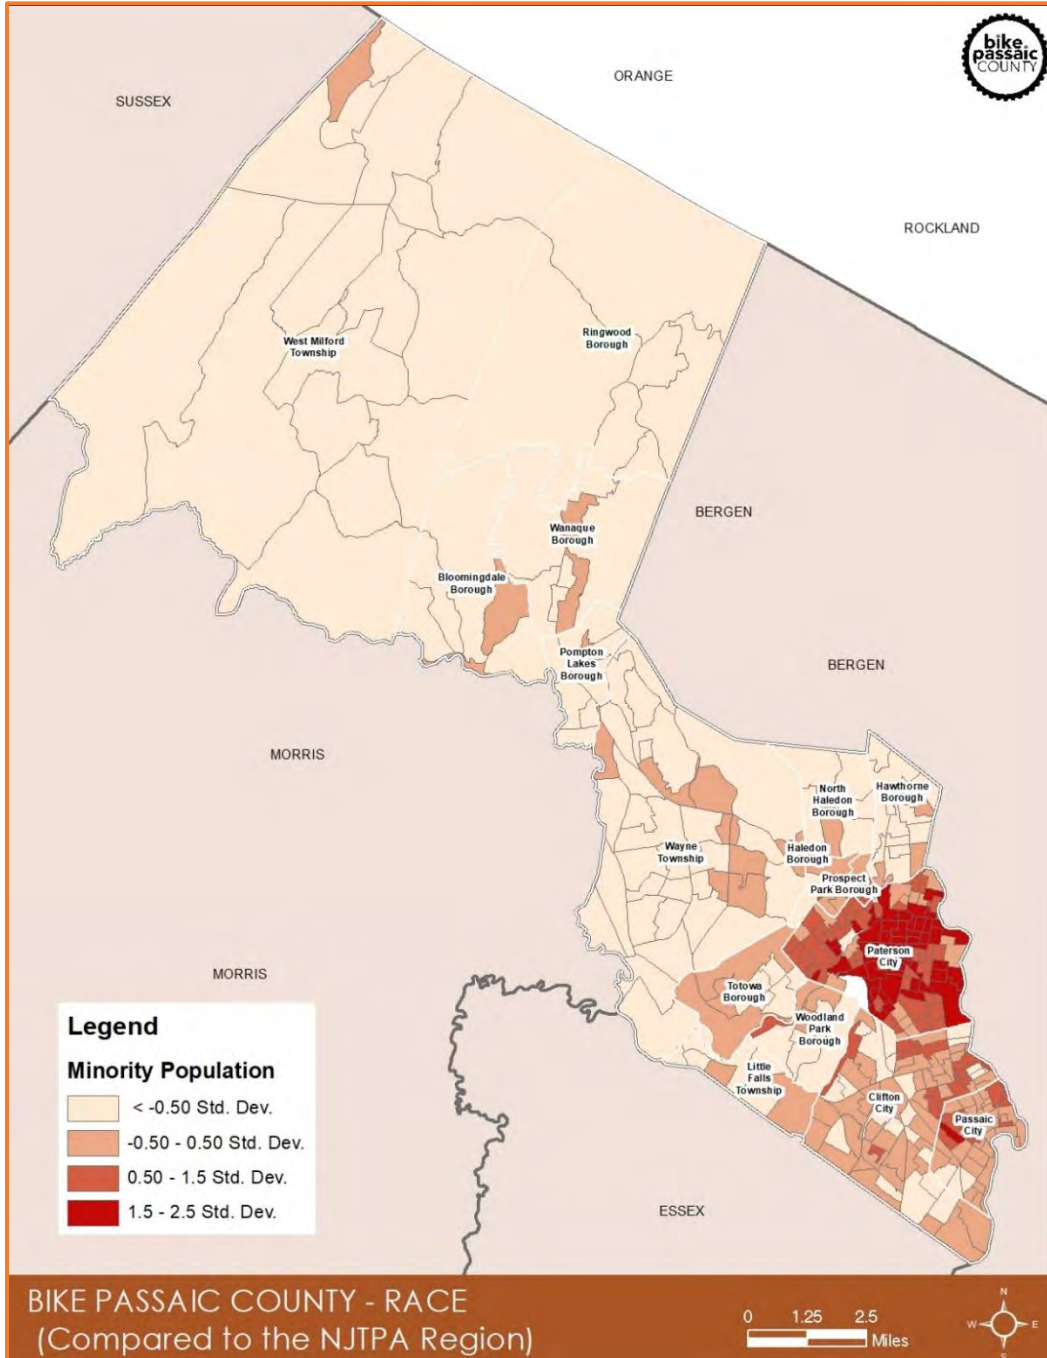 bike
passaic
COUNTY
ORANGE
SUSSEX
ROCKLAND
Ringwood
Borough
West Milford
Township
BERGEN
Wanaque
Borough
Bloomingdale
Borough
Pompton
Lakes
Borough
BERGEN
MORRIS
North
Haledon
Borough
Hawthorne
Borough
Wayne
Township
Haledon
Borough
Prospect
Park Borough
Paterson
City
MORRIS
Totowa
Borough
Woodland
Park
Borough
Little
Falls
Township
Clifton
City
Passaic
City
ESSEX
Legend
Minority Population
< -0.50 Std. Dev.
-0.50 - 0.50 Std. Dev.
0.50 - 1.5 Std. Dev.
1.5 - 2.5 Std. Dev.
BIKE PASSAIC COUNTY - RACE
(Compared to the NJTPA Region)
0 1.25 2.5
Miles
N
W E
S